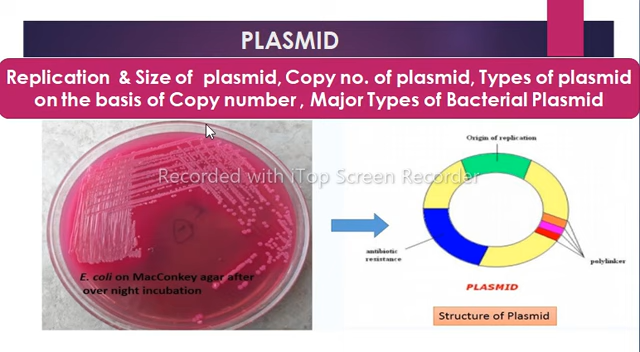 PLASMID
Replication & Size of plasmid, Copy no. of plasmid, Types of plasmid
on the basis of Copy number , Major Types of Bacterial Plasmid
Recorded with iTop Screen Recorder
Origin of replication
antibiotic
resistance
polylinker
E. coli on MacConkey agar after
over night incubation
PLASMID
Structure of Plasmid